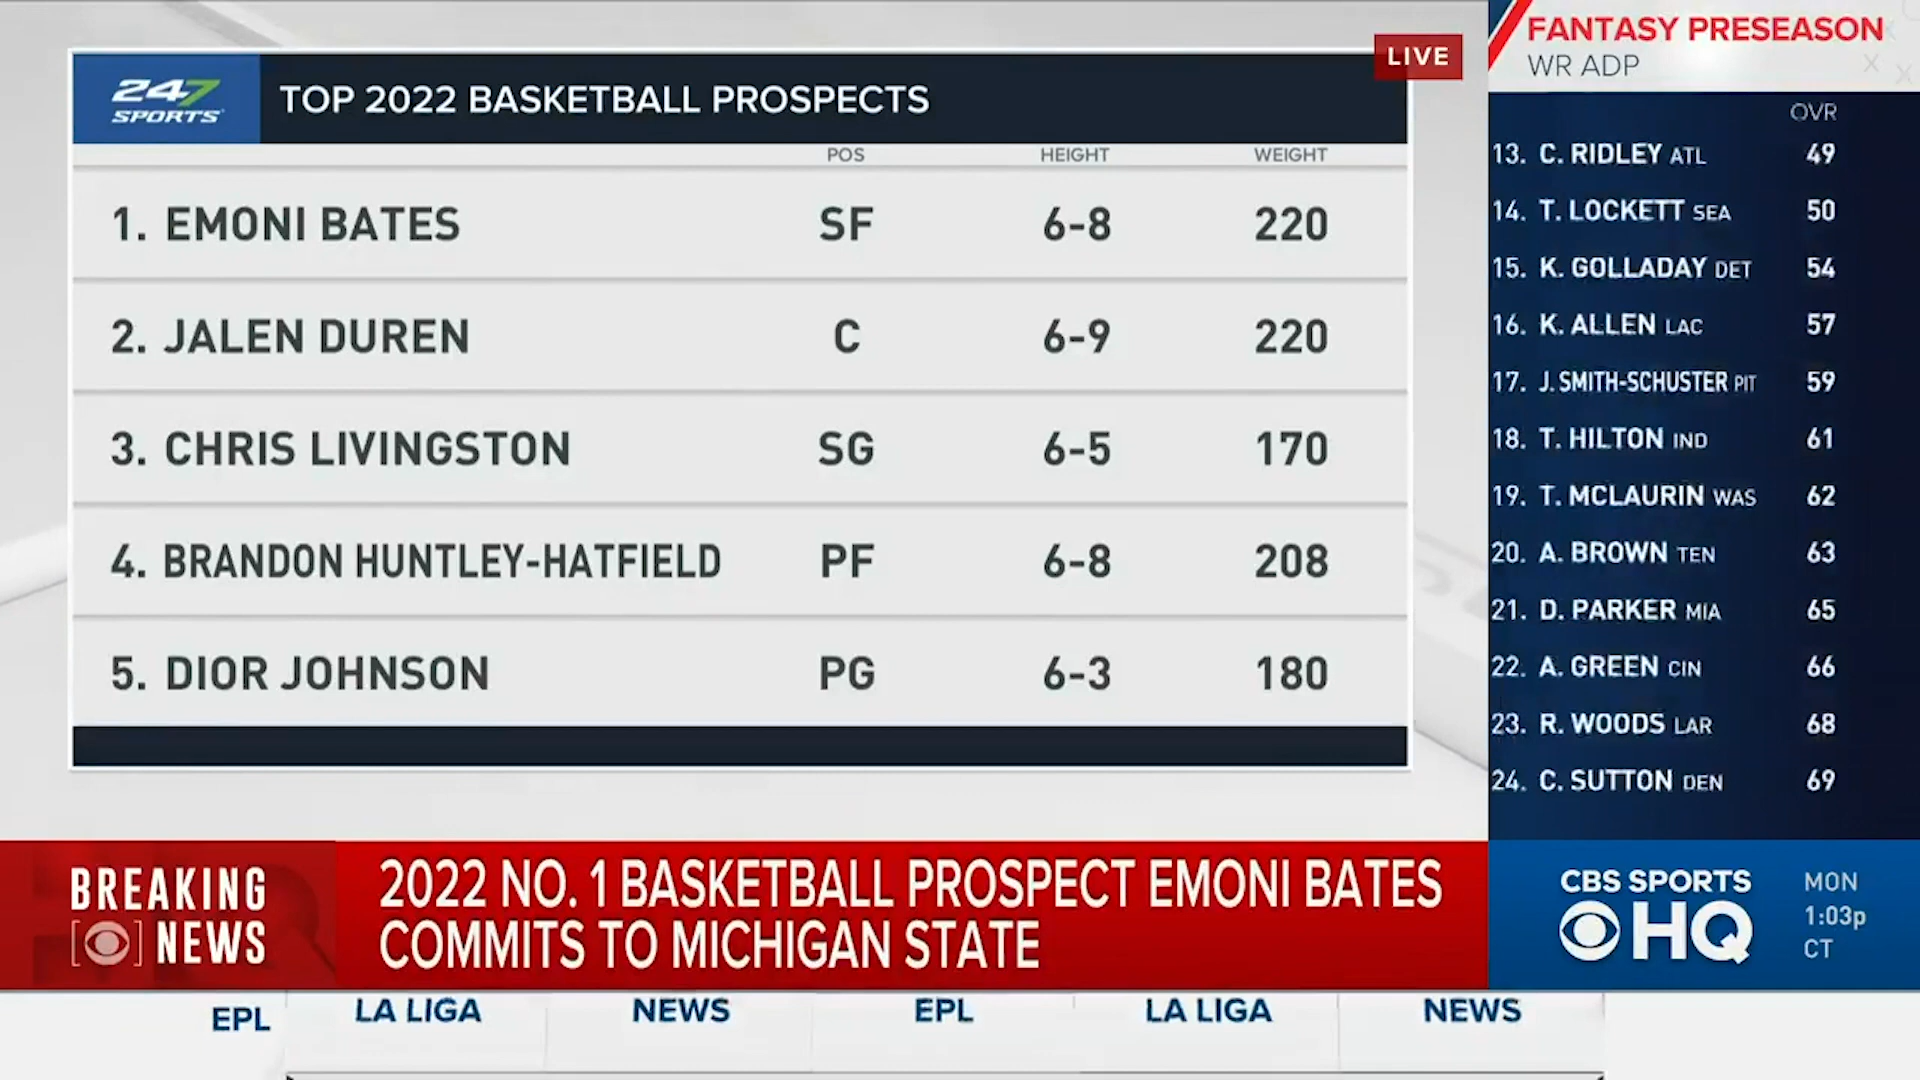 LIVE
247
SPORTS
TOP 2022 BASKETBALL PROSPECTS
POS HEIGHT WEIGHT
1. EMONI BATES SF 6-8 220
2. JALEN DUREN C 6-9 220
3. CHRIS LIVINGSTON SG 6-5 170
4. BRANDON HUNTLEY-HATFIELD PF 6-8 208
5. DIOR JOHNSON PG 6-3 180
FANTASY PRESEASON
WR ADP
OVR
13. C. RIDLEY ATL 49
14. T. LOCKETT SEA 50
15. K. GOLLADAY DET 54
16. K. ALLEN LAC 57
17. J. SMITH-SCHUSTER PIT 59
18. T. HILTON IND 61
19. T. MCLAURIN WAS 62
20. A. BROWN TEN 63
21. D. PARKER MIA 65
22. A. GREEN CIN 66
23. R. WOODS LAR 68
24. C. SUTTON DEN 69
BREAKING
NEWS
2022 NO. 1 BASKETBALL PROSPECT EMONI BATES
COMMITS TO MICHIGAN STATE
CBS SPORTS
HQ
MON
1:03p
CT
EPL LA LIGA NEWS EPL LA LIGA NEWS